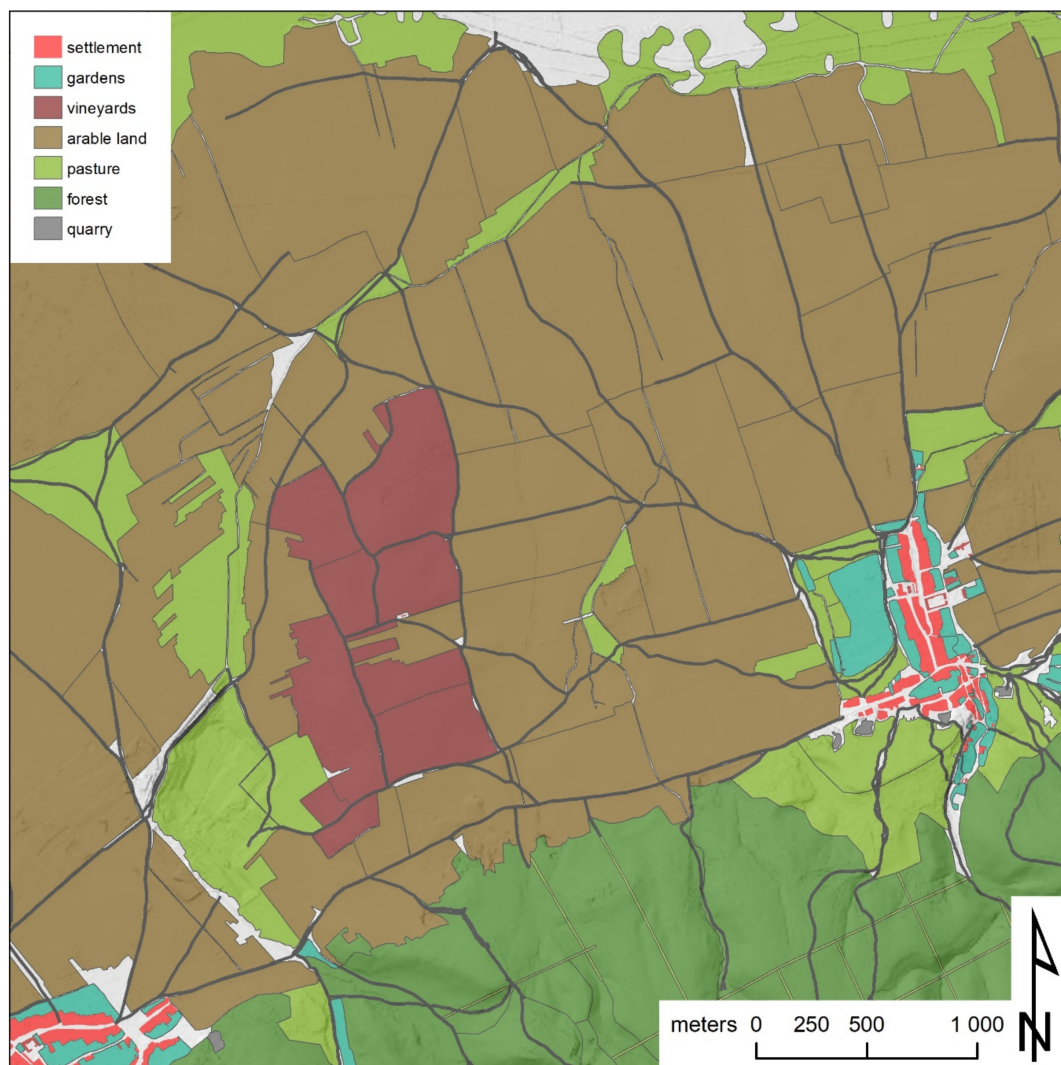 settlement
gardens
vineyards
arable land
pasture
forest
quarry
meters 0 250 500 1 000
N